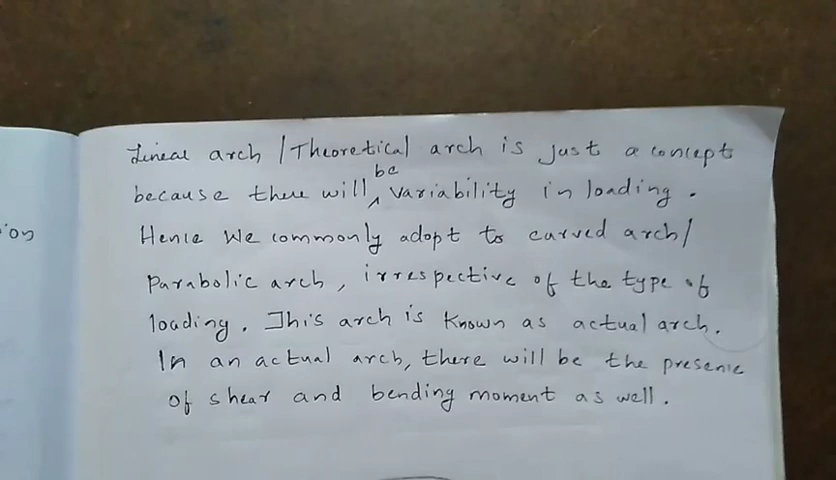 Linear arch / Theoretical arch is just a concept
because there will be variability in loading.
Hence We commonly adopt to curved arch/
Parabolic arch, irrespective of the type of
loading. This arch is known as actual arch.
In an actual arch, there will be the presence
of shear and bending moment as well.